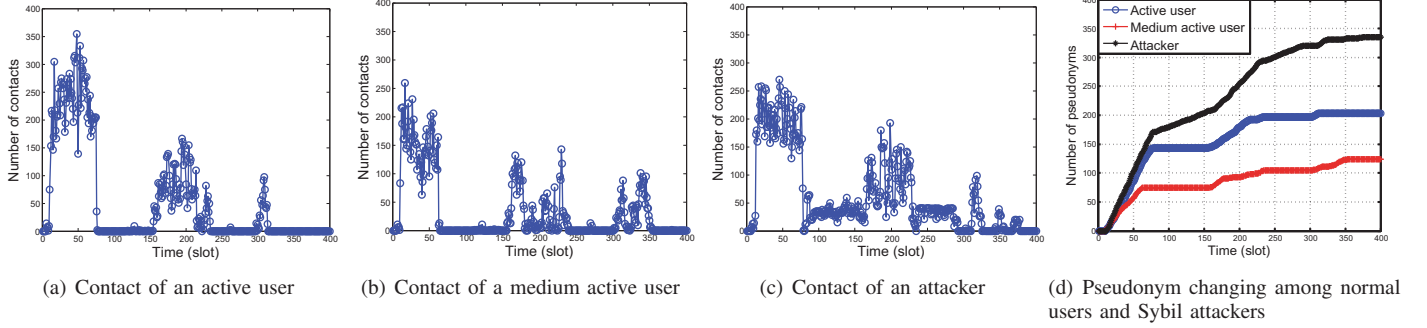 400
350
300
250
200
150
100
50
0
Number of contacts
0 50 100 150 200 250 300 350 400
Time (slot)
(a) Contact of an active user
400
350
300
250
200
150
100
50
0
Number of contacts
0 50 100 150 200 250 300 350 400
Time (slot)
(b) Contact of a medium active user
400
350
300
250
200
150
100
50
0
Number of contacts
0 50 100 150 200 250 300 350 400
Time (slot)
(c) Contact of an attacker
Active user
Medium active user
Attacker
400
350
300
250
200
150
100
50
0
Number of pseudonyms
0 50 100 150 200 250 300 350 400
Time (slot)
(d) Pseudonym changing among normal
users and Sybil attackers